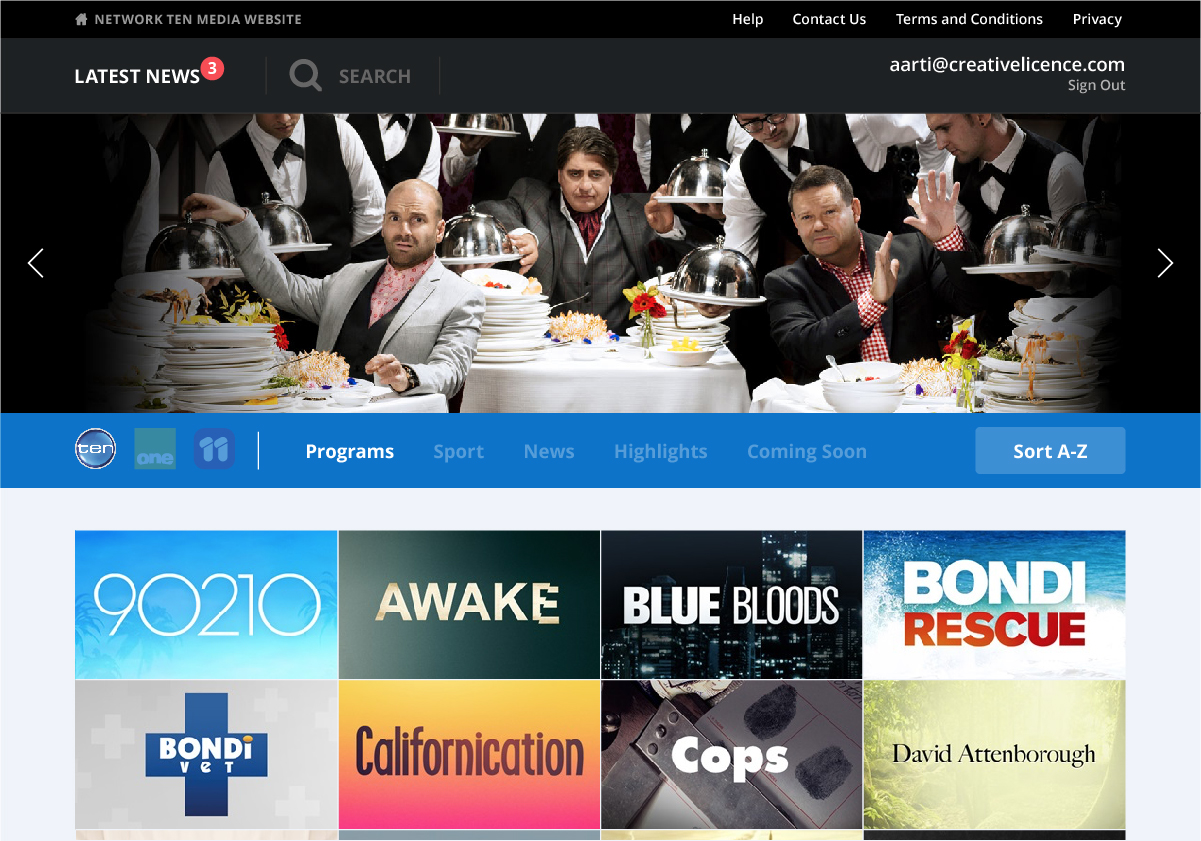 NETWORK TEN MEDIA WEBSITE
Help Contact Us Terms and Conditions Privacy
LATEST NEWS 3
SEARCH
aarti@creativelicence.com
Sign Out
ten one 11
Programs Sport News Highlights Coming Soon
Sort A-Z
90210
AWAKE
BLUE BLOODS
BONDI
RESCUE
BONDi
VeT
Californication
Cops
David Attenborough